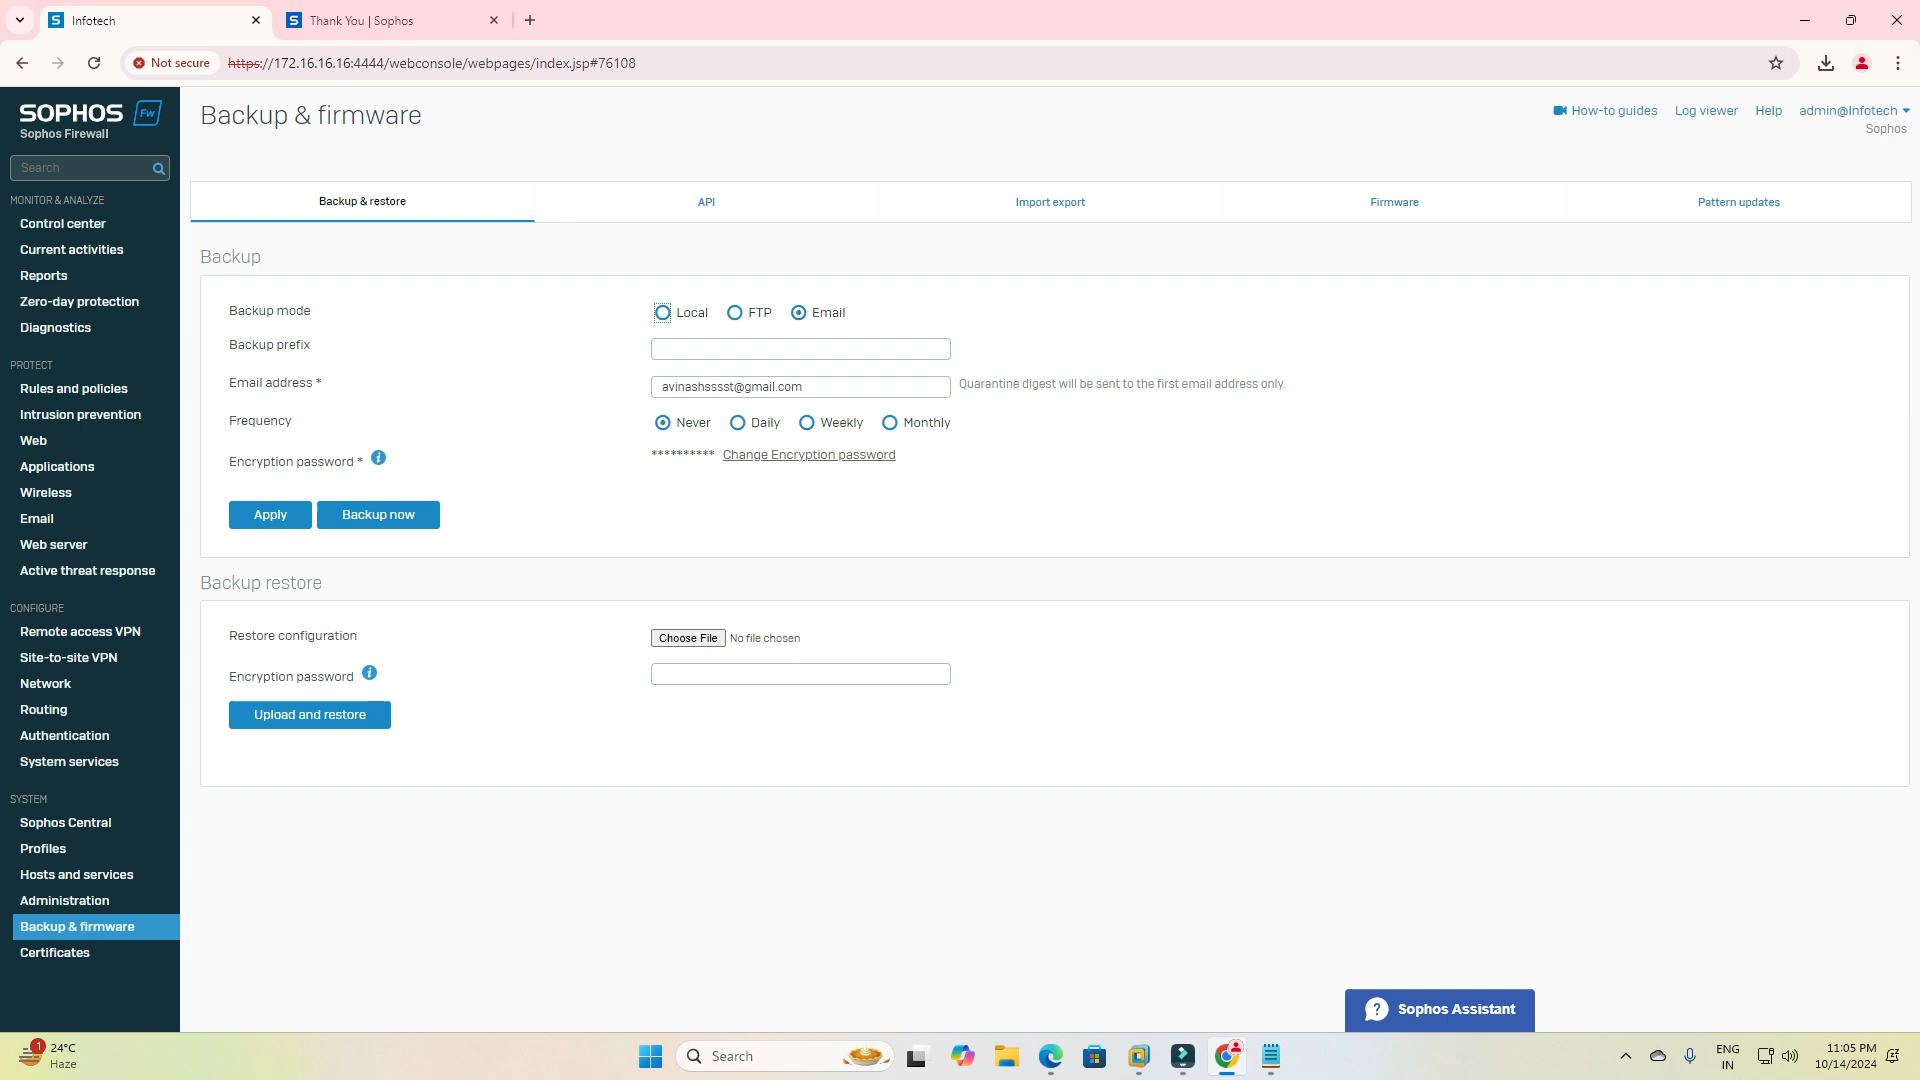 Infotech
Thank You | Sophos
Not secure
https://172.16.16.16:4444/webconsole/webpages/index.jsp#76108
SOPHOS Fw
Sophos Firewall
Search
MONITOR & ANALYZE
Control center
Current activities
Reports
Zero-day protection
Diagnostics
PROTECT
Rules and policies
Intrusion prevention
Web
Applications
Wireless
Email
Web server
Active threat response
CONFIGURE
Remote access VPN
Site-to-site VPN
Network
Routing
Authentication
System services
SYSTEM
Sophos Central
Profiles
Hosts and services
Administration
Backup & firmware
Certificates
Backup & firmware
How-to guides Log viewer Help admin@Infotech
Sophos
Backup & restore API Import export Firmware Pattern updates
Backup
Backup mode Local FTP Email
Backup prefix
Email address * avinashsssst@gmail.com Quarantine digest will be sent to the first email address only.
Frequency Never Daily Weekly Monthly
Encryption password * i ********** Change Encryption password
Apply Backup now
Backup restore
Restore configuration Choose File No file chosen
Encryption password i
Upload and restore
? Sophos Assistant
1 24°C
Haze
Search
ENG
IN
11:05 PM
10/14/2024